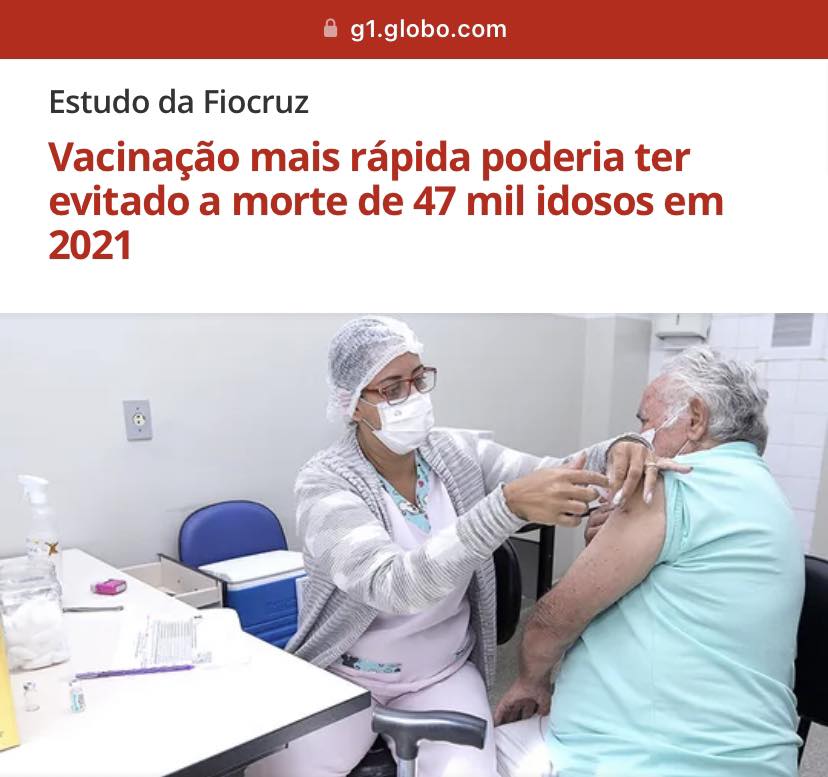 g1.globo.com
Estudo da Fiocruz
Vacinação mais rápida poderia ter
evitado a morte de 47 mil idosos em
2021